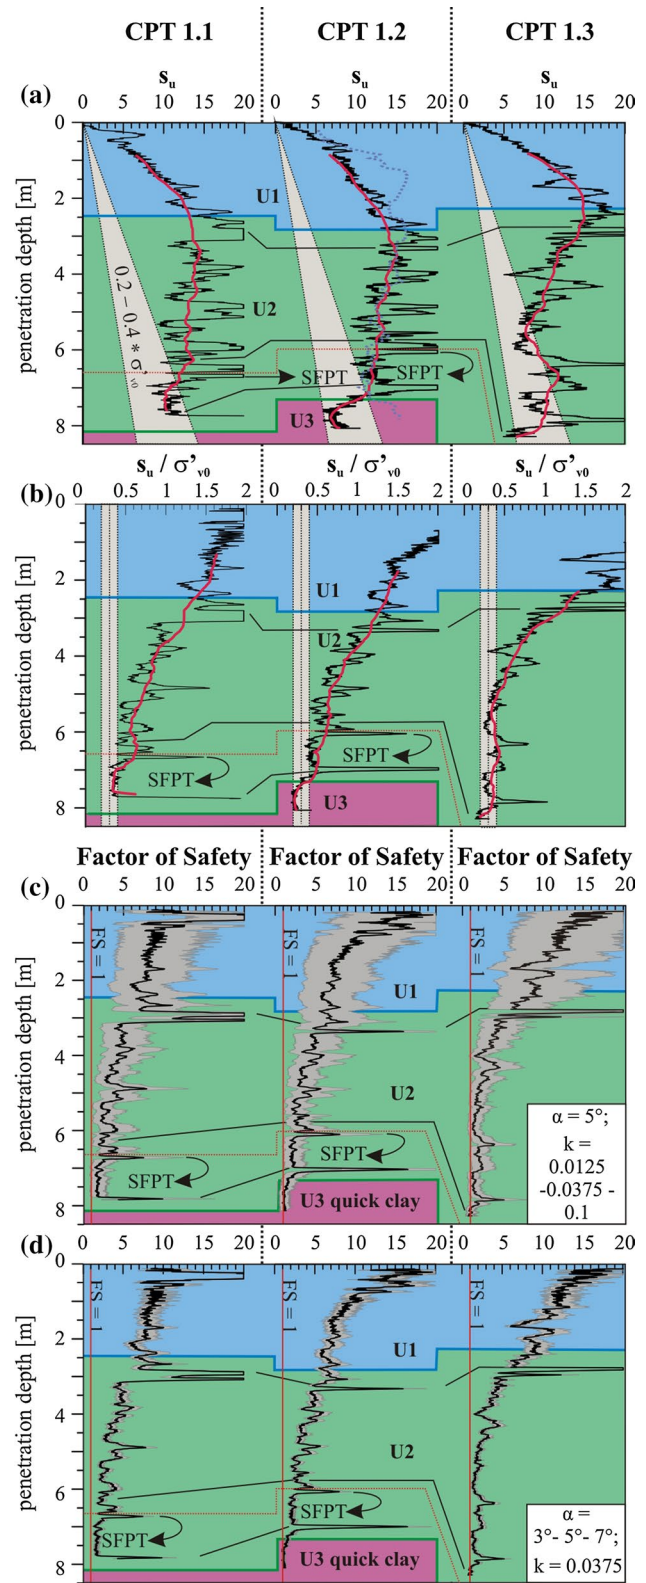 CPT 1.1 CPT 1.2 CPT 1.3
s_u s_u s_u
(a)
0 5 10 15 20 0 5 10 15 20 0 5 10 15 20
penetration depth [m]
0
2
4
6
8
U1
U2
U3
0.2 – 0.4 * σ'v0
SFPT SFPT
s_u / σ'v0 s_u / σ'v0 s_u / σ'v0
(b)
0 0.5 1 1.5 2 0 0.5 1 1.5 2 0 0.5 1 1.5 2
penetration depth [m]
0
2
4
6
8
U1
U2
U3
SFPT SFPT
Factor of Safety Factor of Safety Factor of Safety
(c)
0 5 10 15 20 0 5 10 15 20 0 5 10 15 20
penetration depth [m]
0
2
4
6
8
FS = 1 FS = 1 FS = 1
U1
U2
U3 quick clay
SFPT SFPT
α = 5°;
k =
0.0125
-0.0375 -
0.1
(d)
0 5 10 15 20 0 5 10 15 20 0 5 10 15 20
penetration depth [m]
0
2
4
6
8
FS = 1 FS = 1 FS = 1
U1
U2
U3 quick clay
SFPT SFPT
α =
3°- 5°- 7°;
k = 0.0375